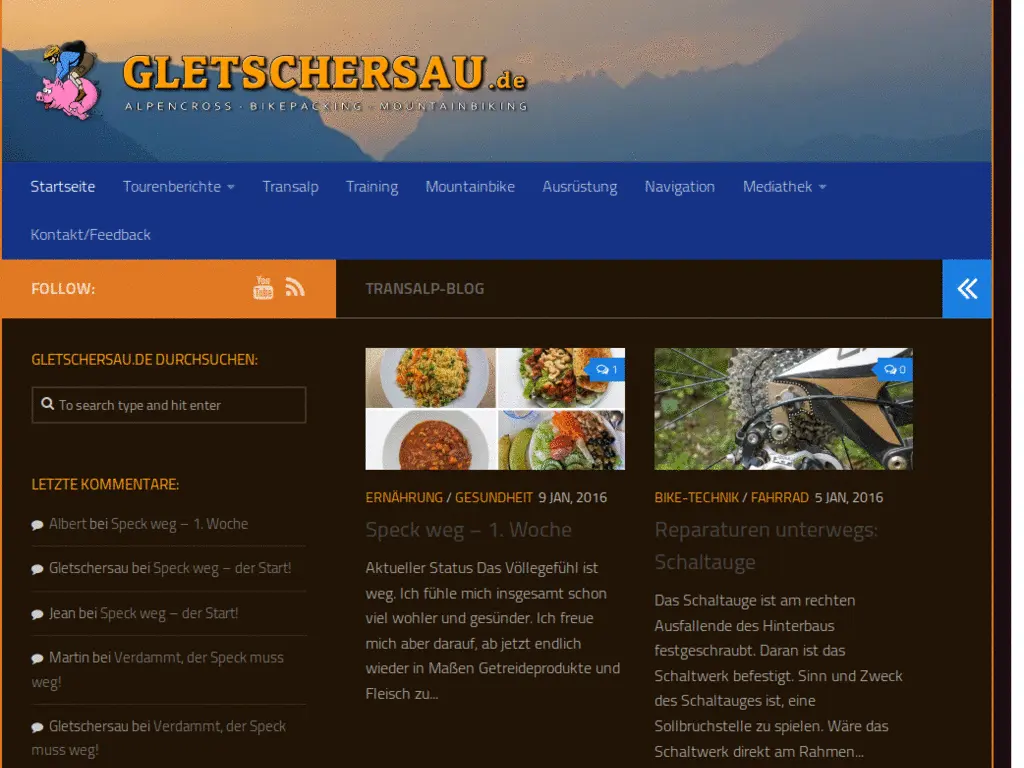 GLETSCHERSAU.de
ALPENCROSS · BIKEPACKING · MOUNTAINBIKING
Startseite Tourenberichte Transalp Training Mountainbike Ausrüstung Navigation Mediathek
Kontakt/Feedback
FOLLOW:
You Tube
TRANSALP-BLOG
GLETSCHERSAU.DE DURCHSUCHEN:
To search type and hit enter
LETZTE KOMMENTARE:
Albert bei Speck weg – 1. Woche
Gletschersau bei Speck weg – der Start!
Jean bei Speck weg – der Start!
Martin bei Verdammt, der Speck muss
weg!
Gletschersau bei Verdammt, der Speck
muss weg!
1
ERNÄHRUNG / GESUNDHEIT 9 JAN, 2016
Speck weg – 1. Woche
Aktueller Status Das Völlegefühl ist
weg. Ich fühle mich insgesamt schon
viel wohler und gesünder. Ich freue
mich aber darauf, ab jetzt endlich
wieder in Maßen Getreideprodukte und
Fleisch zu...
0
BIKE-TECHNIK / FAHRRAD 5 JAN, 2016
Reparaturen unterwegs:
Schaltauge
Das Schaltauge ist am rechten
Ausfallende des Hinterbaus
festgeschraubt. Daran ist das
Schaltwerk befestigt. Sinn und Zweck
des Schaltauges ist, eine
Sollbruchstelle zu spielen. Wäre das
Schaltwerk direkt am Rahmen...